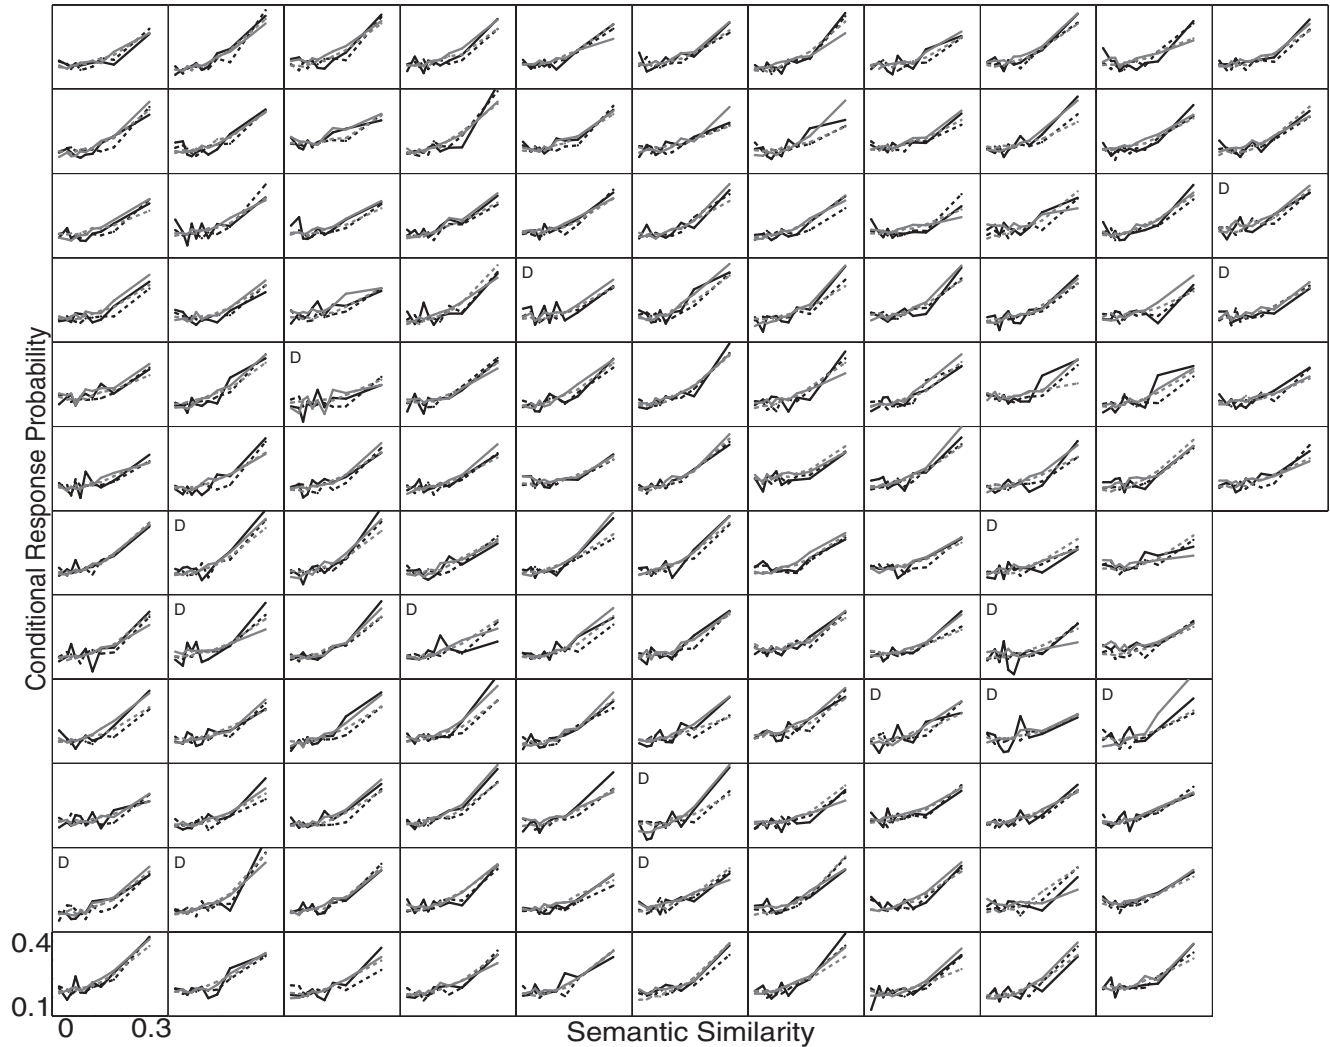 D
D D
D
Conditional Response Probability
D D
D D D
D D D
D
D D D
0.4
0.1
0 0.3
Semantic Similarity